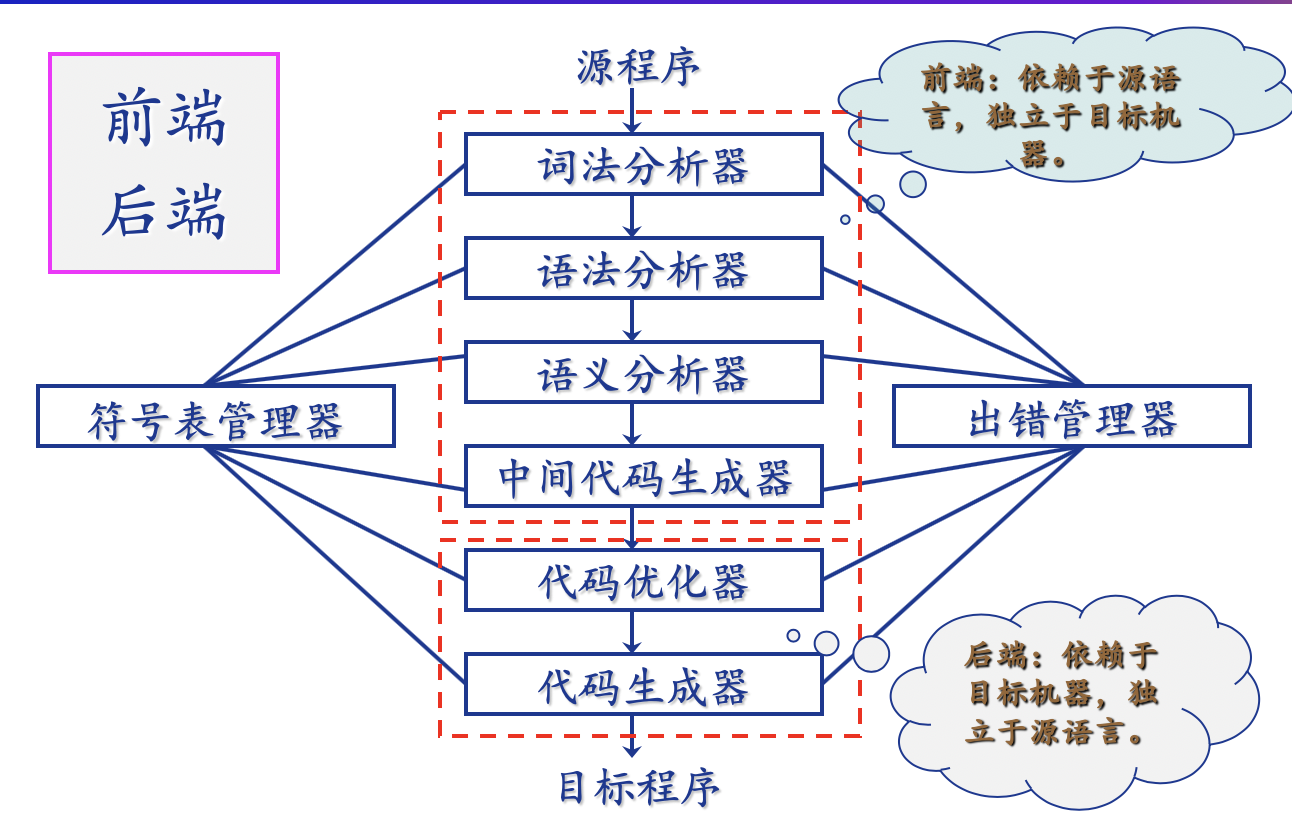 前端
后端
源程序
前端：依赖于源语
言，独立于目标机
器。
词法分析器
语法分析器
语义分析器
符号表管理器
出错管理器
中间代码生成器
代码优化器
代码生成器
后端：依赖于
目标机器，独
立于源语言。
目标程序